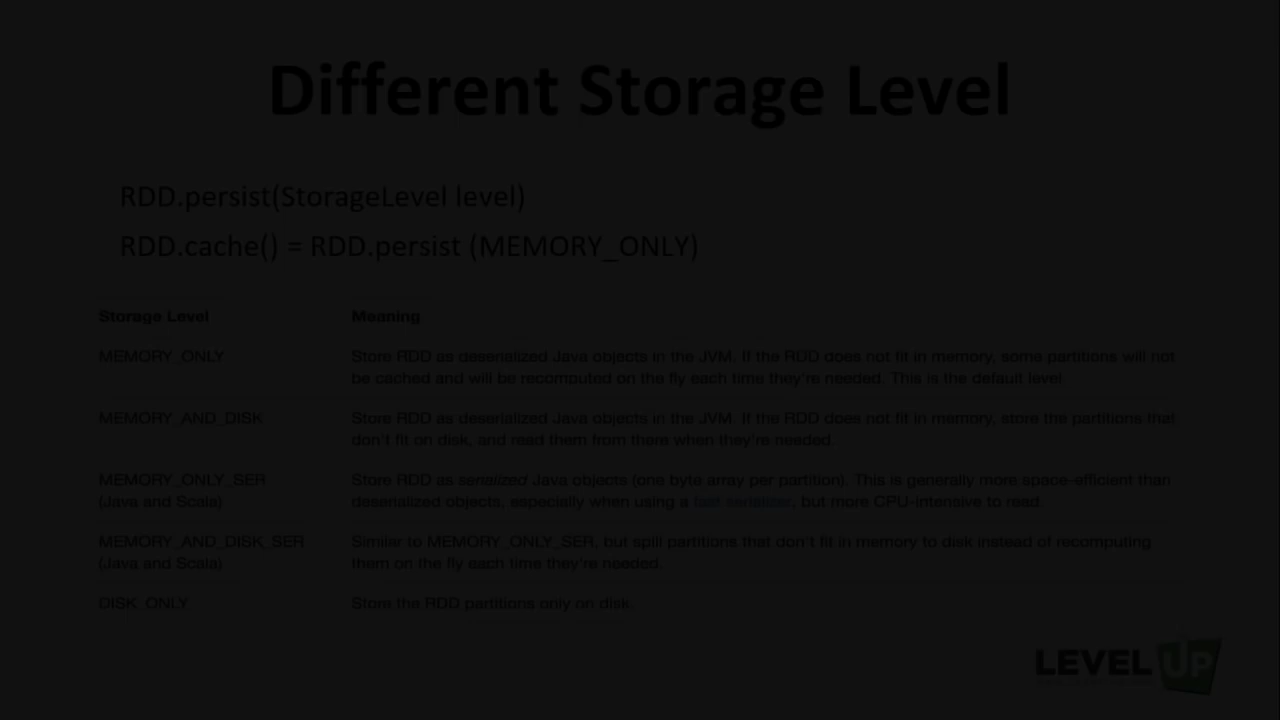 Different Storage Level
RDD.persist(StorageLevel level)
RDD.cache() = RDD.persist (MEMORY_ONLY)
Storage Level Meaning
MEMORY_ONLY Store RDD as deserialized Java objects in the JVM. If the RDD does not fit in memory, some partitions will not
be cached and will be recomputed on the fly each time they're needed. This is the default level.
MEMORY_AND_DISK Store RDD as deserialized Java objects in the JVM. If the RDD does not fit in memory, store the partitions that
don't fit on disk, and read them from there when they're needed.
MEMORY_ONLY_SER Store RDD as serialized Java objects (one byte array per partition). This is generally more space-efficient than
(Java and Scala) deserialized objects, especially when using a fast serializer, but more CPU-intensive to read.
MEMORY_AND_DISK_SER Similar to MEMORY_ONLY_SER, but spill partitions that don't fit in memory to disk instead of recomputing
(Java and Scala) them on the fly each time they're needed.
DISK_ONLY Store the RDD partitions only on disk.
LEVEL UP